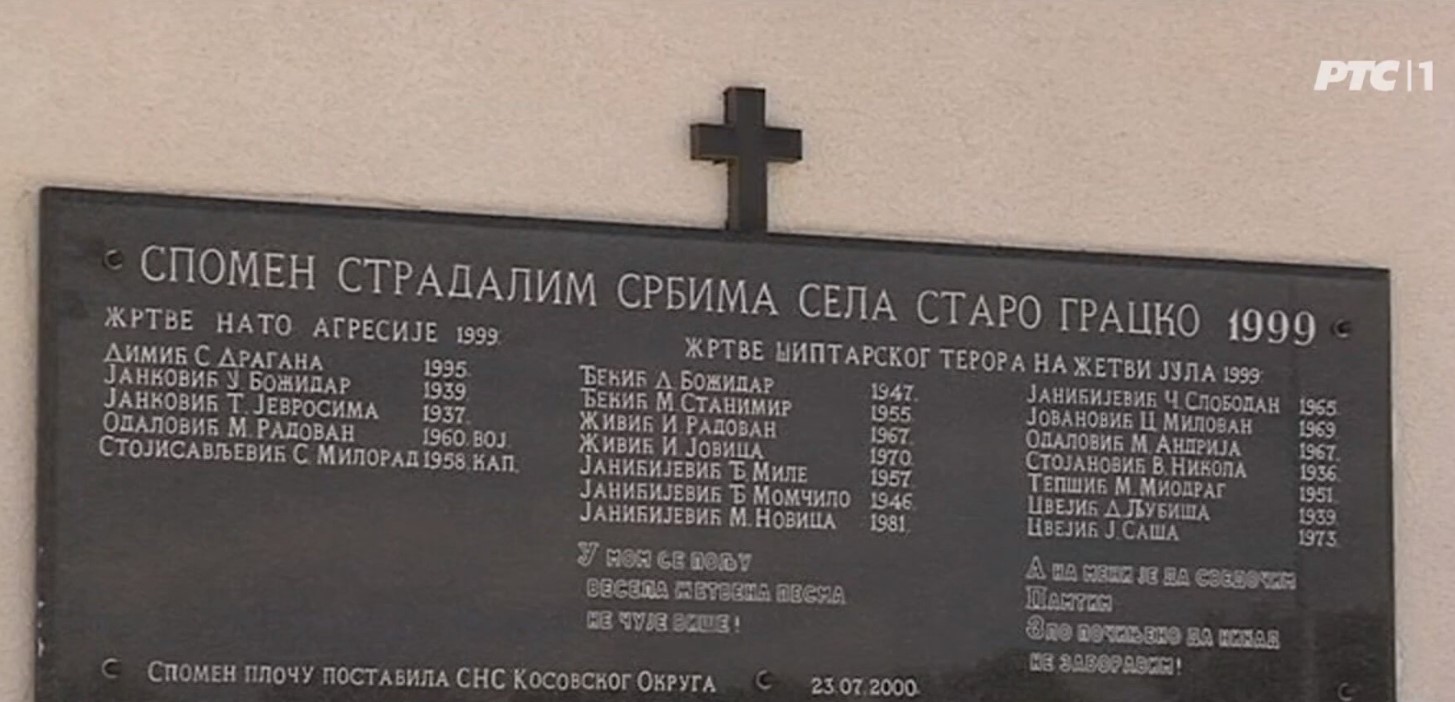 РТС|1
СПОМЕН СТРАДАЛИМ СРБИМА СЕЛА СТАРО ГРАЦКО 1999
ЖРТВЕ НАТО АГРЕСИЈЕ 1999.
ДИМИЋ С ДРАГАНА 1995.
ЈАНКОВИЋ У. БОЖИДАР 1939.
ЈАНКОВИЋ Т. ЈЕВРОСИМА 1937.
ОДАЛОВИЋ М. РАДОВАН 1960. ВОЈ.
СТОЈИСАВЉЕВИЋ С. МИЛОРАД 1958. КАП.
ЖРТВЕ ШИПТАРСКОГ ТЕРОРА НА ЖЕТВИ ЈУЛА 1999.
ЂЕКИЋ Д. БОЖИДАР 1947.
ЂЕКИЋ М. СТАНИМИР 1955
ЖИВИЋ И. РАДОВАН 1967.
ЖИВИЋ И. ЈОВИЦА 1970.
ЈАНИЋИЈЕВИЋ Ђ. МИЛЕ 1957.
ЈАНИЋИЈЕВИЋ Ђ МОМЧИЛО 1946.
ЈАНИЋИЈЕВИЋ М. НОВИЦА 1981.
ЈАНИЋИЈЕВИЋ Ч. СЛОБОДАН 1965.
ЈОВАНОВИЋ Ц. МИЛОВАН 1969
ОДАЛОВИЋ М. АНДРИЈА 1967.
СТОЈАНОВИЋ В. НИКОЛА 1936.
ТЕПШИЋ М. МИОДРАГ 1951.
ЦВЕЈИЋ Д. ЉУБИША 1939.
ЦВЕЈИЋ Ј. САША 1973.
У МОМ СЕ ПОЉУ
ВЕСЕЛА ЖЕТВЕНА ПЕСМА
НЕ ЧУЈЕ ВИШЕ!
А НА МЕНИ ЈЕ ДА СВЕДОЧИМ
ПАМТИМ
ЗЛО ПОЧИЊЕНО ДА НИКАД
НЕ ЗАБОРАВИМ!
СПОМЕН ПЛОЧУ ПОСТАВИЛА СНС КОСОВСКОГ ОКРУГА 23.07.2000.